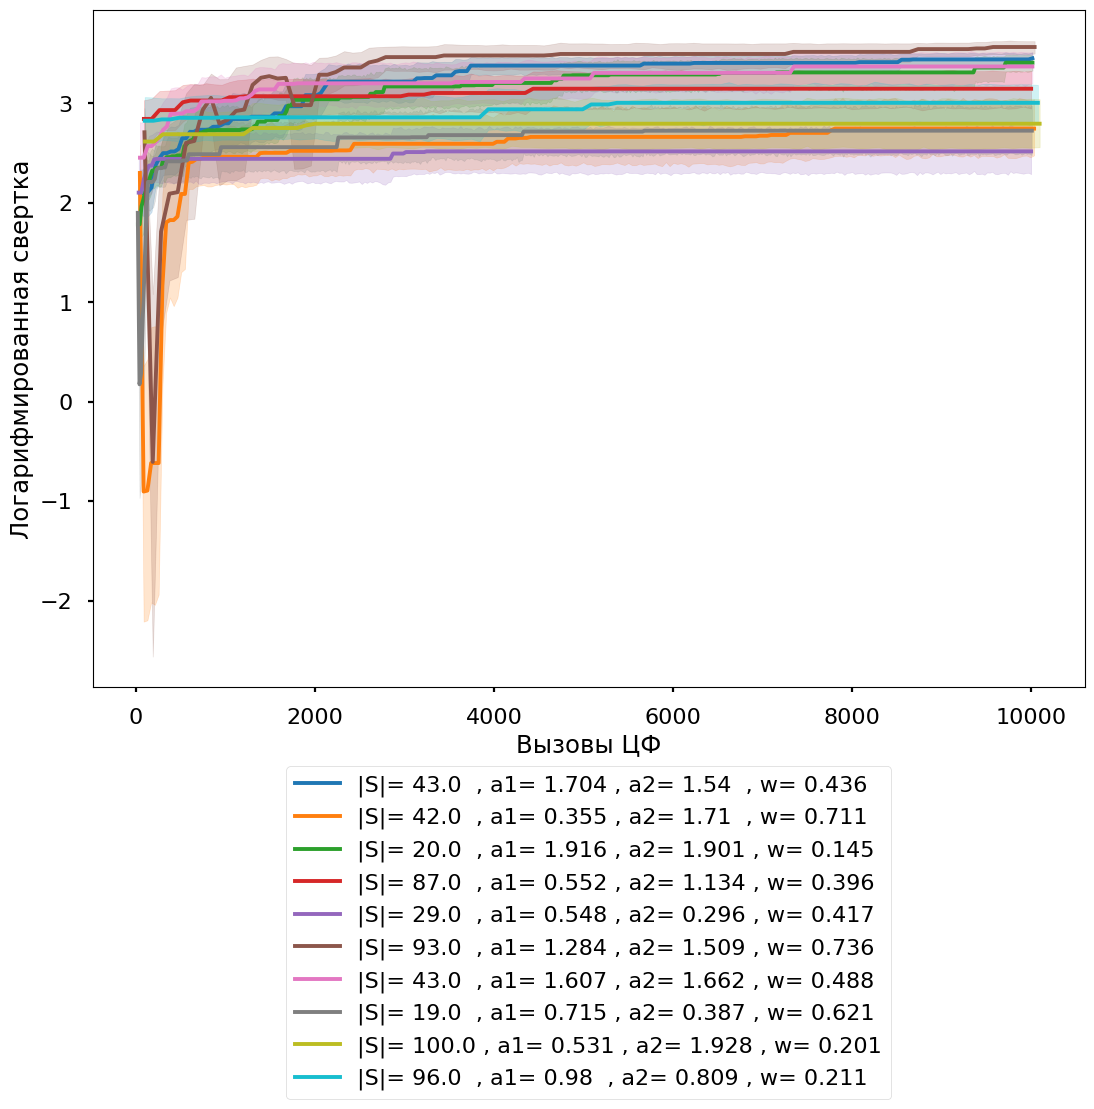 3
2
1
0
−1
−2
Логарифмированная свертка
0 2000 4000 6000 8000 10000
Вызовы ЦФ
|S|= 43.0 , a1= 1.704 , a2= 1.54 , w= 0.436
|S|= 42.0 , a1= 0.355 , a2= 1.71 , w= 0.711
|S|= 20.0 , a1= 1.916 , a2= 1.901 , w= 0.145
|S|= 87.0 , a1= 0.552 , a2= 1.134 , w= 0.396
|S|= 29.0 , a1= 0.548 , a2= 0.296 , w= 0.417
|S|= 93.0 , a1= 1.284 , a2= 1.509 , w= 0.736
|S|= 43.0 , a1= 1.607 , a2= 1.662 , w= 0.488
|S|= 19.0 , a1= 0.715 , a2= 0.387 , w= 0.621
|S|= 100.0 , a1= 0.531 , a2= 1.928 , w= 0.201
|S|= 96.0 , a1= 0.98 , a2= 0.809 , w= 0.211